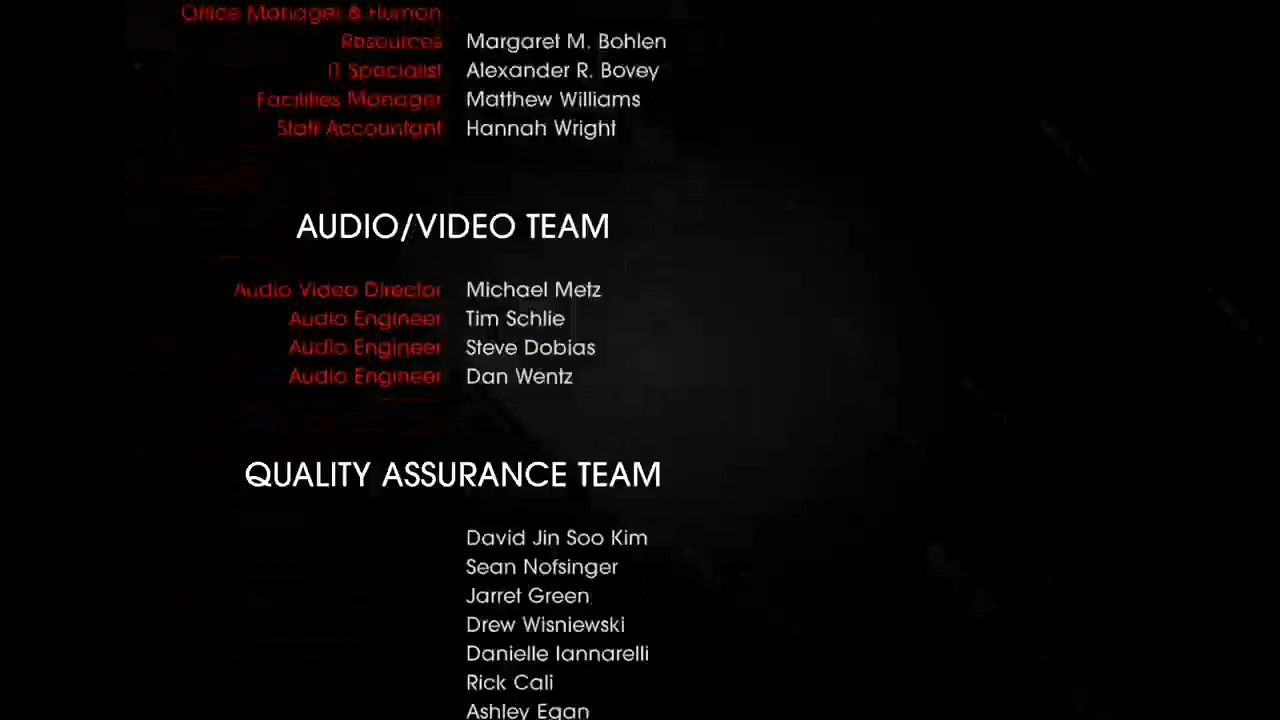 Office Manager & Human
Resources Margaret M. Bohlen
IT Specialist Alexander R. Bovey
Facilities Manager Matthew Williams
Staff Accountant Hannah Wright
AUDIO/VIDEO TEAM
Audio Video Director Michael Metz
Audio Engineer Tim Schlie
Audio Engineer Steve Dobias
Audio Engineer Dan Wentz
QUALITY ASSURANCE TEAM
David Jin Soo Kim
Sean Nofsinger
Jarret Green
Drew Wisniewski
Danielle Iannarelli
Rick Cali
Ashley Egan